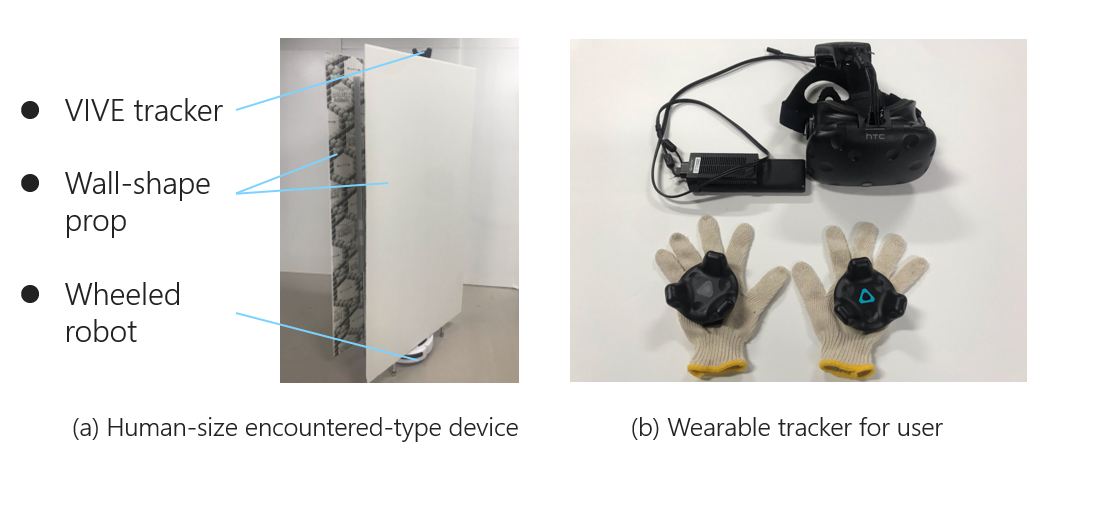 VIVE tracker
Wall-shape
prop
Wheeled
robot
hTC
(a) Human-size encountered-type device
(b) Wearable tracker for user